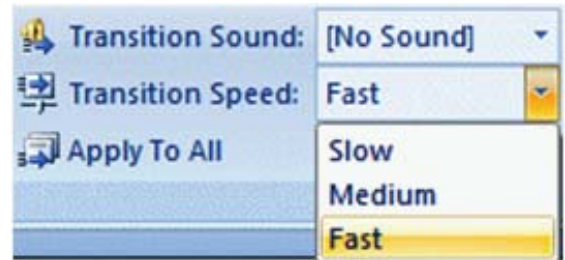 Transition Sound: [No Sound]
Transition Speed: Fast
Apply To All
Slow
Medium
Fast